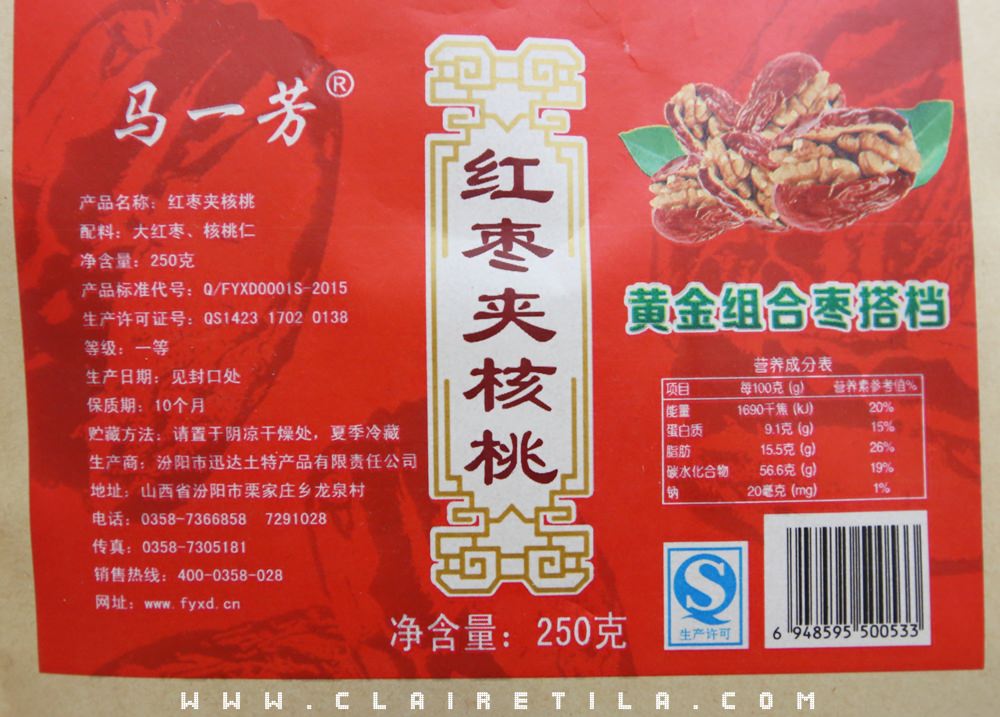 马一芳®
产品名称：红枣夹核桃
配料：大红枣、核桃仁
净含量：250克
产品标准代号：Q/FYXD0001S-2015
生产许可证号：QS1423 1702 0138
等级：一等
生产日期：见封口处
保质期：10个月
贮藏方法：请置干阴凉干燥处，夏季冷藏
生产商：汾阳市迅达土特产品有限责任公司
地址：山西省汾阳市栗家庄乡龙泉村
电话：0358-7366858 7291028
传真：0358-7305181
销售热线：400-0358-028
网址：www.fyxd.cn
红枣夹核桃
净含量：250克
黄金组合枣搭档
营养成分表
项目 每100克 (g) 营养素参考值%
能量 1690千焦 (kJ) 20%
蛋白质 9.1克 (g) 15%
脂肪 15.5克 (g) 26%
碳水化合物 56.6克 (g) 19%
钠 20毫克 (mg) 1%
生产许可
6 948595 500533
WWW.CLAIRETILA.COM